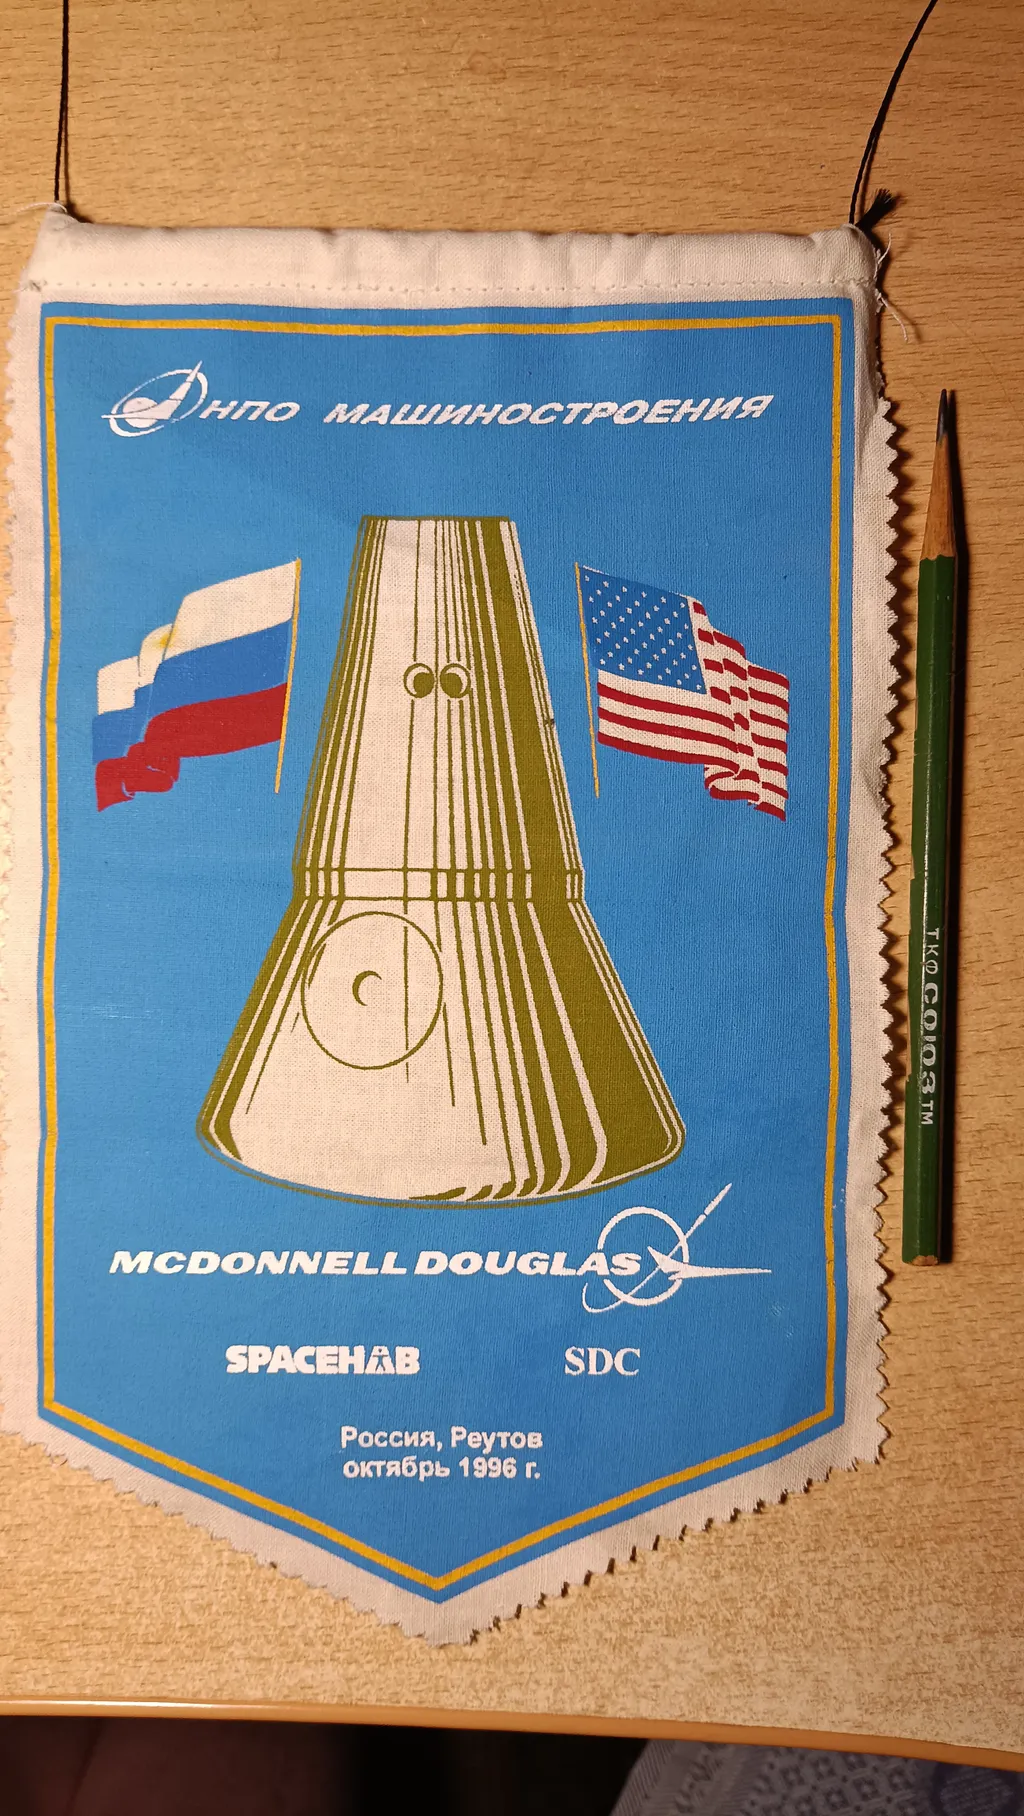 НПО МАШИНОСТРОЕНИЯ
MCDONNELL DOUGLAS
SPACEHAB SDC
Россия, Реутов
октябрь 1996 г.
ТКФ СОЮЗ ТМ